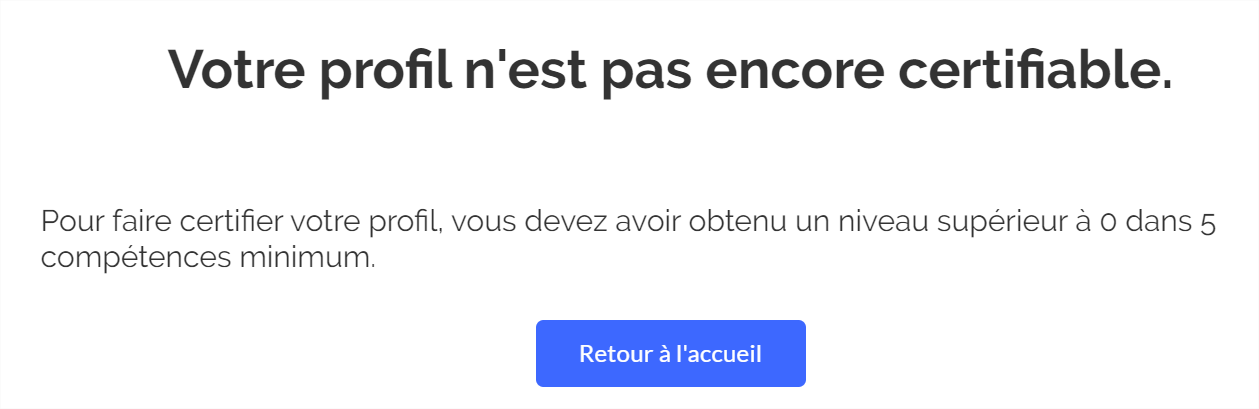 Votre profil n'est pas encore certifiable.
Pour faire certifier votre profil, vous devez avoir obtenu un niveau supérieur à 0 dans 5
compétences minimum.
Retour à l'accueil